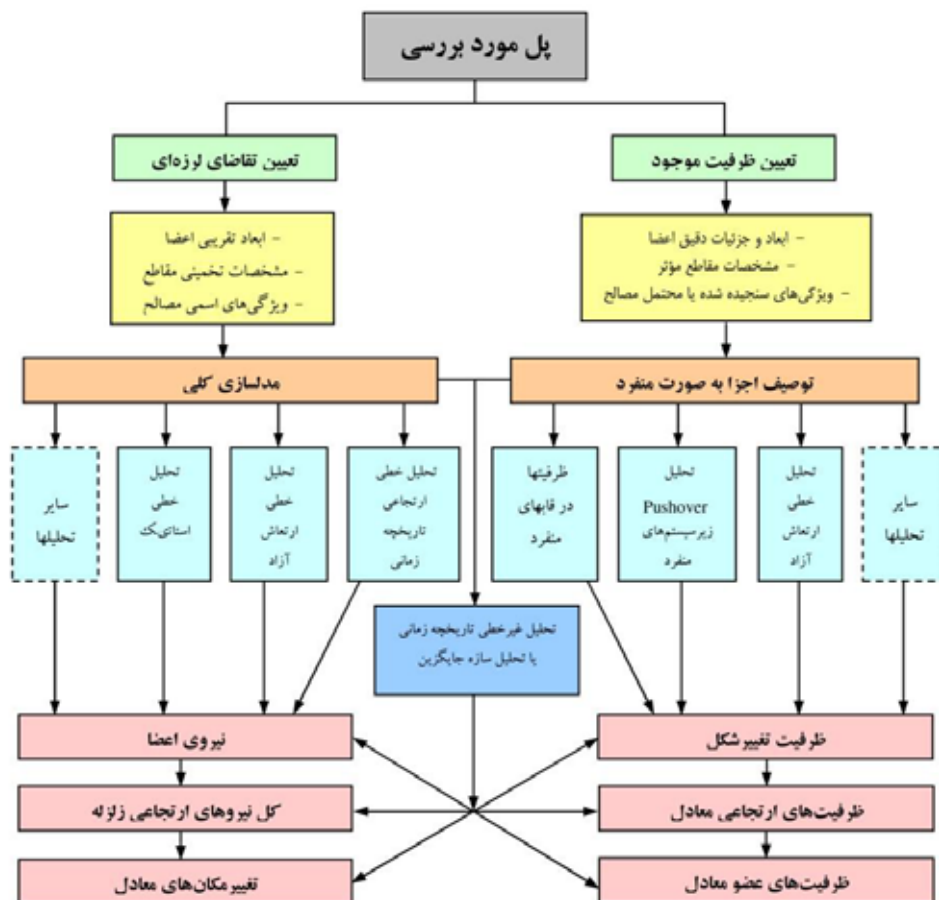 پل مورد بررسی
تعیین ظرفیت موجود
تعیین تقاضای لرزه‌ای
– ابعاد و جزئیات دقیق اعضا
– مشخصات مقاطع مؤثر
– ویژگی‌های سنجیده شده یا محتمل مصالح
– ابعاد تقریبی اعضا
– مشخصات تخمینی مقاطع
– ویژگی‌های اسمی مصالح
توصیف اجزا به صورت منفرد
مدلسازی کلی
سایر
تحلیلها
تحلیل
خطی
ارتعاش
آزاد
تحلیل
Pushover
زیرسیستم‌های
منفرد
ظرفیتها
در قابهای
منفرد
تحلیل خطی
ارتجاعی
تاریخچه
زمانی
تحلیل
خطی
ارتعاش
آزاد
تحلیل
خطی
استاتیک
سایر
تحلیلها
تحلیل غیرخطی تاریخچه زمانی
یا تحلیل سازه جایگزین
ظرفیت تغییرشکل
نیروی اعضا
ظرفیت‌های ارتجاعی معادل
کل نیروهای ارتجاعی زلزله
ظرفیت‌های عضو معادل
تغییرمکان‌های معادل